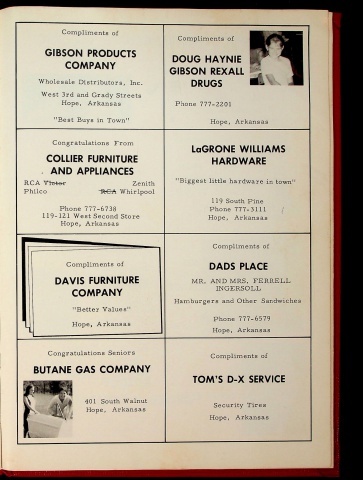 Compliments of
GIBSON PRODUCTS
COMPANY
Wholesale Distributors, Inc.
West 3rd and Grady Streets
Hope, Arkansas
"Best Buys in Town"
Compliments of
DOUG HAYNIE
GIBSON REXALL
DRUGS
Phone 777-2201
Hope, Arkansas
Congratulations From
COLLIER FURNITURE
AND APPLIANCES
RCA Victor Zenith
Philco RCA Whirlpool
Phone 777-6738
119-121 West Second Store
Hope, Arkansas
LaGRONE WILLIAMS
HARDWARE
"Biggest little hardware in town"
119 South Pine
Phone 777-3111
Hope, Arkansas
Compliments of
DAVIS FURNITURE
COMPANY
"Better Values"
Hope, Arkansas
Compliments of
DADS PLACE
MR. AND MRS. FERRELL
INGERSOLL
Hamburgers and Other Sandwiches
Phone 777-6579
Hope, Arkansas
Congratulations Seniors
BUTANE GAS COMPANY
401 South Walnut
Hope, Arkansas
Compliments of
TOM'S D-X SERVICE
Security Tires
Hope, Arkansas